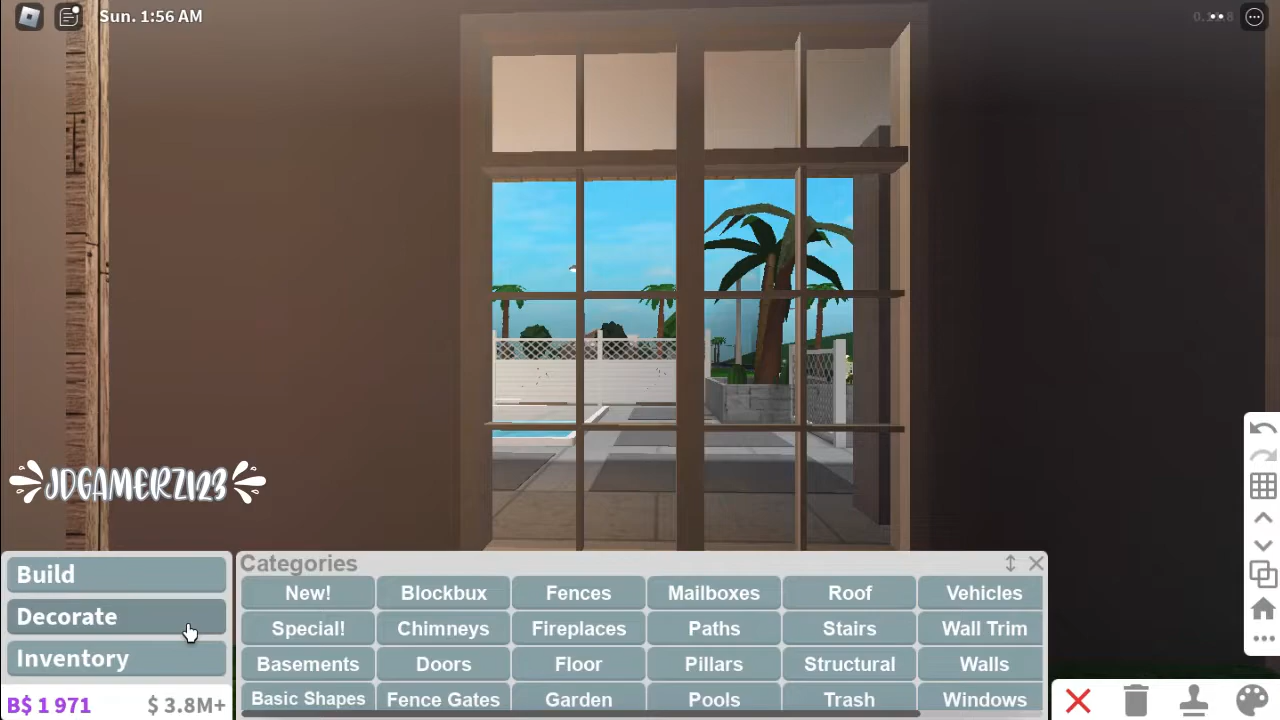 Sun. 1:56 AM
JDGAMERZ123
Build
Decorate
Inventory
B$ 1 971
$ 3.8M+
Categories
New! Blockbux Fences Mailboxes Roof Vehicles
Special! Chimneys Fireplaces Paths Stairs Wall Trim
Basements Doors Floor Pillars Structural Walls
Basic Shapes Fence Gates Garden Pools Trash Windows